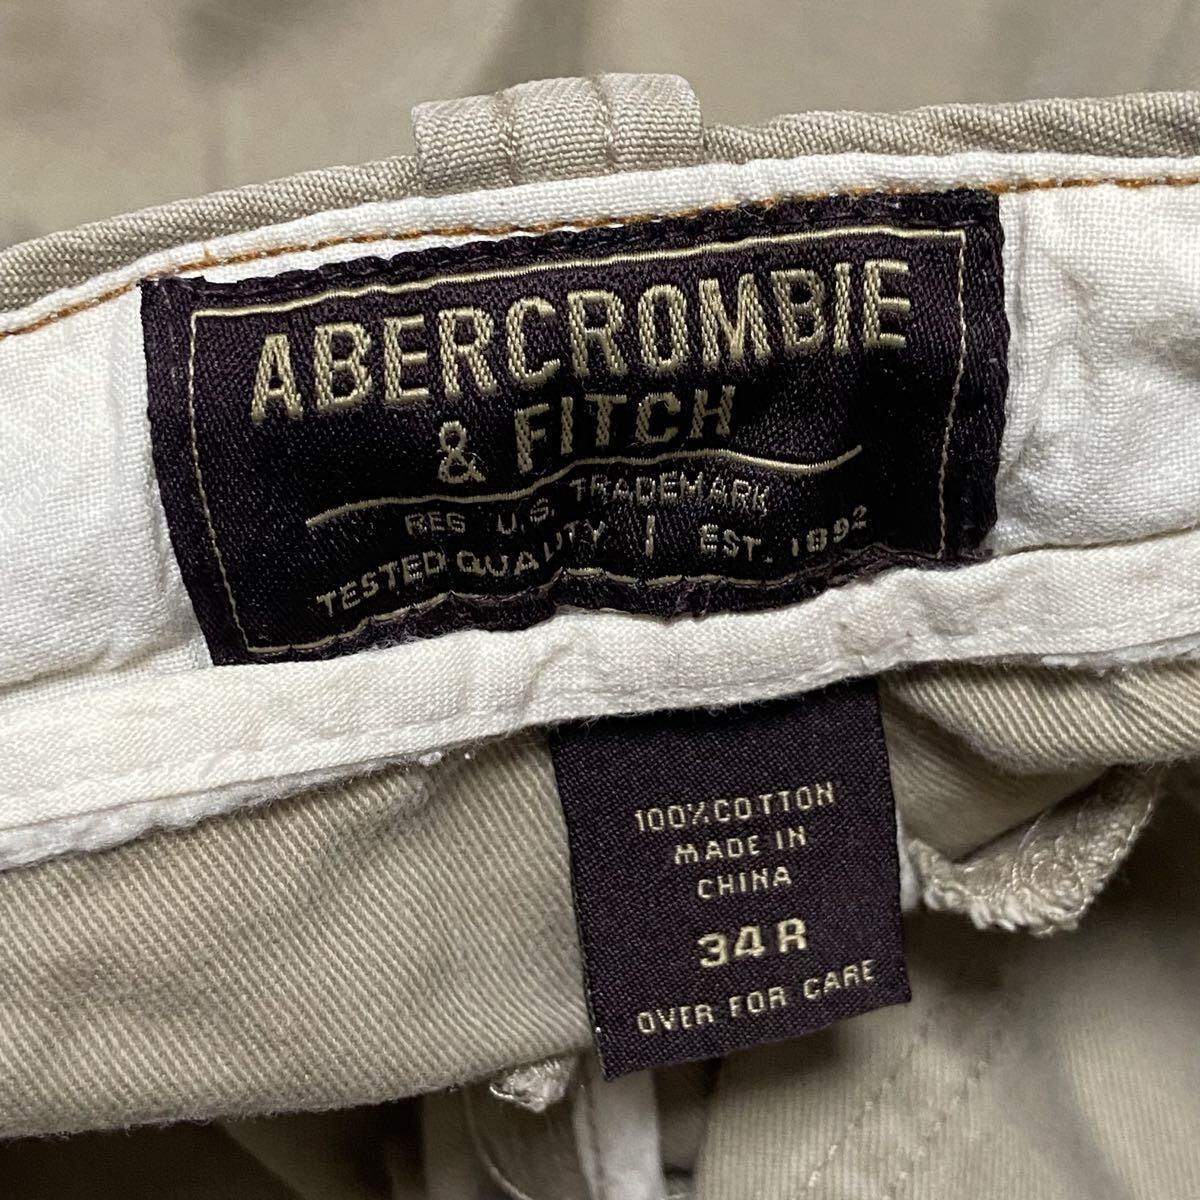 ABERCROMBIE
& FITCH
REG U.S. TRADEMARK
TESTED QUALITY | EST. 1892
100% COTTON
MADE IN
CHINA
34R
OVER FOR CARE